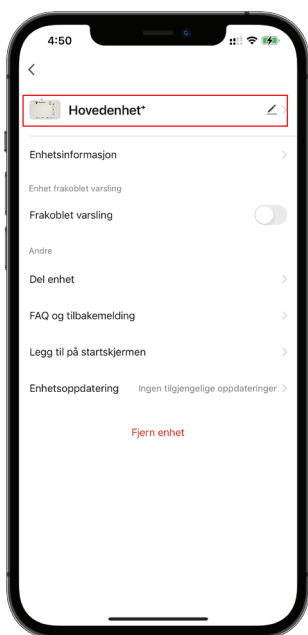 4:50
Hovedenhet⁺
Enhetsinformasjon
Enhet frakoblet varsling
Frakoblet varsling
Andre
Del enhet
FAQ og tilbakemelding
Legg til på startskjermen
Enhetsoppdatering Ingen tilgjengelige oppdateringer
Fjern enhet